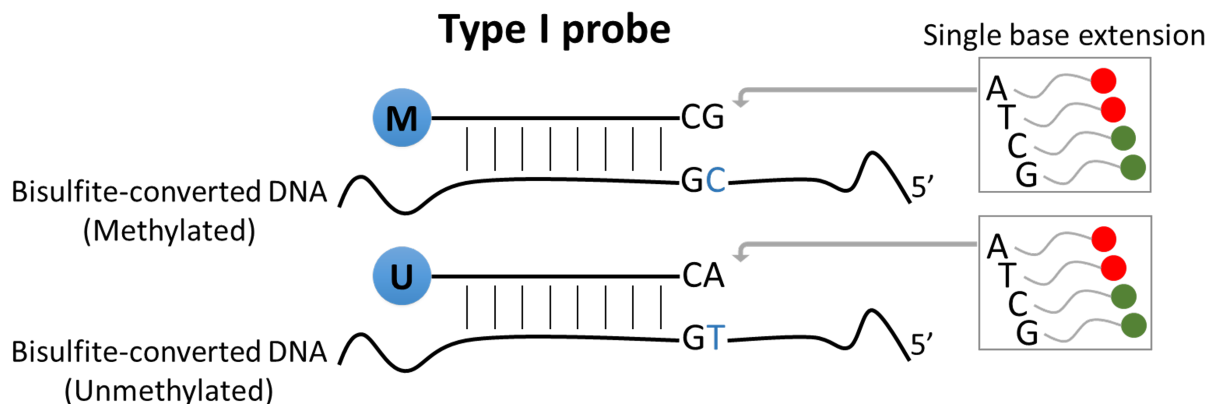 Type I probe
Single base extension
M
CG
A
T
C
G
Bisulfite-converted DNA
(Methylated)
GC
5’
U
CA
A
T
C
G
Bisulfite-converted DNA
(Unmethylated)
GT
5’